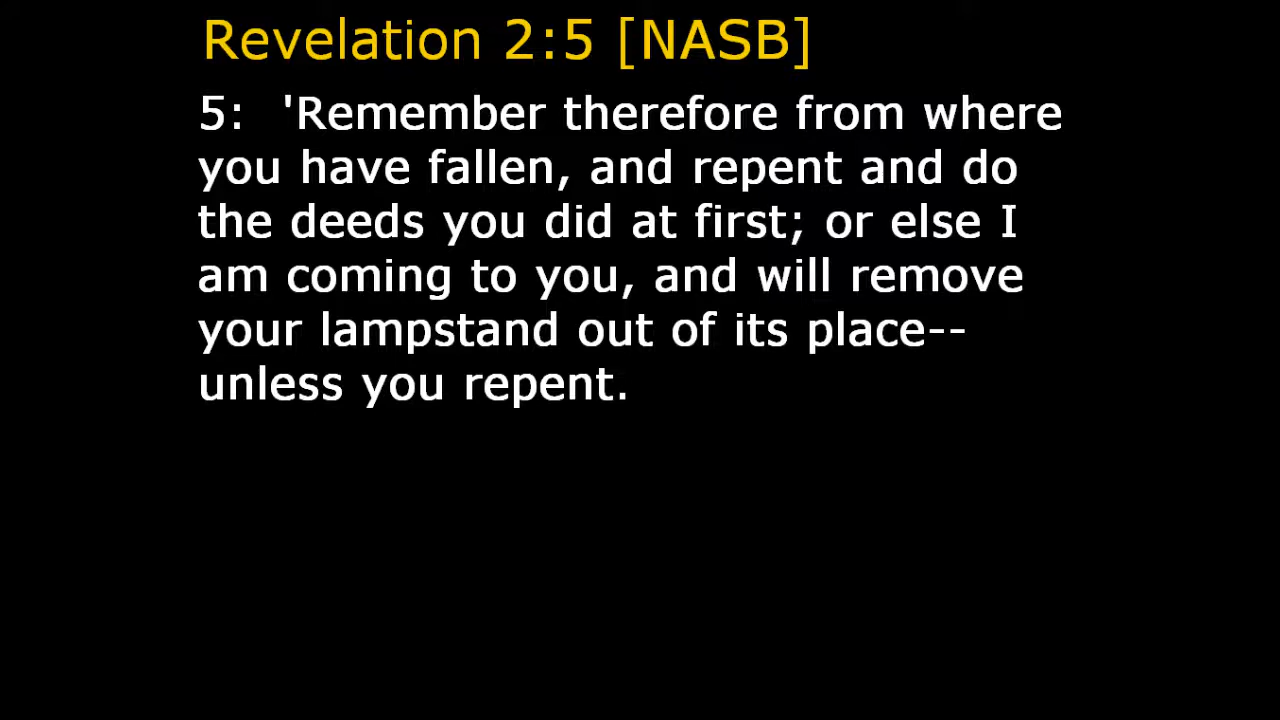 Revelation 2:5 [NASB]
5:  'Remember therefore from where
you have fallen, and repent and do
the deeds you did at first; or else I
am coming to you, and will remove
your lampstand out of its place--
unless you repent.